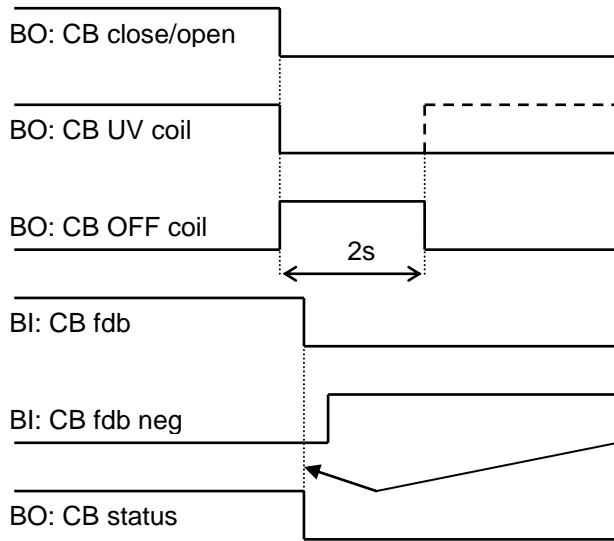 BO: CB close/open
BO: CB UV coil
BO: CB OFF coil
2s
BI: CB fdb
BI: CB fdb neg
BO: CB status